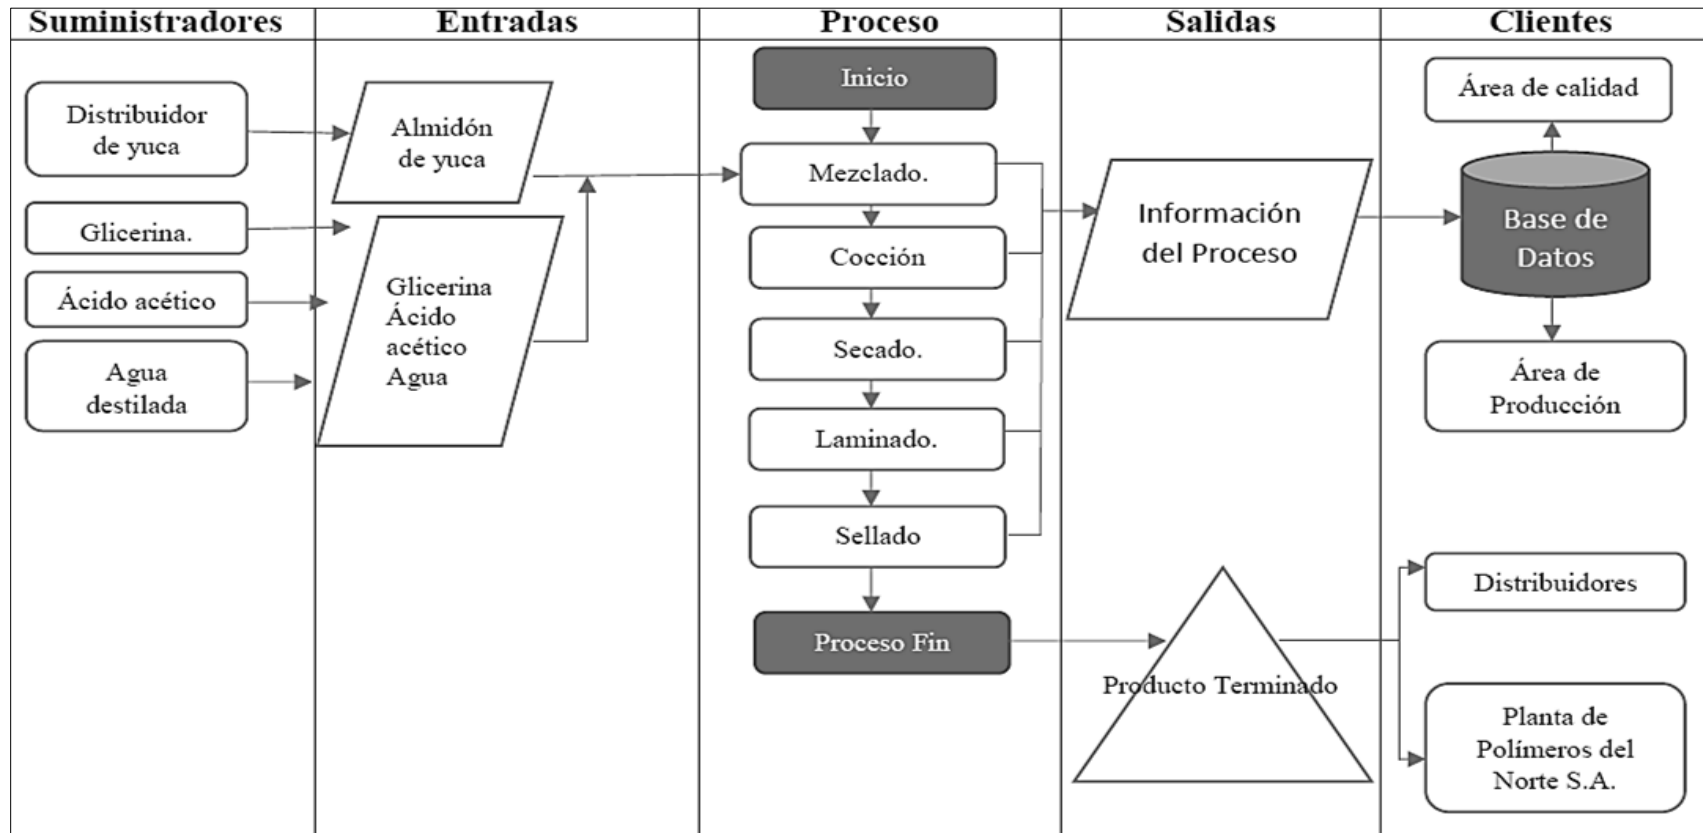 Suministradores
Entradas
Proceso
Salidas
Clientes
Distribuidor
de yuca
Glicerina.
Ácido acético
Agua
destilada
Almidón
de yuca
Glicerina
Ácido
acético
Agua
Inicio
Mezclado.
Cocción
Secado.
Laminado.
Sellado
Proceso Fin
Información
del Proceso
Producto Terminado
Área de calidad
Base de
Datos
Área de
Producción
Distribuidores
Planta de
Polímeros del
Norte S.A.